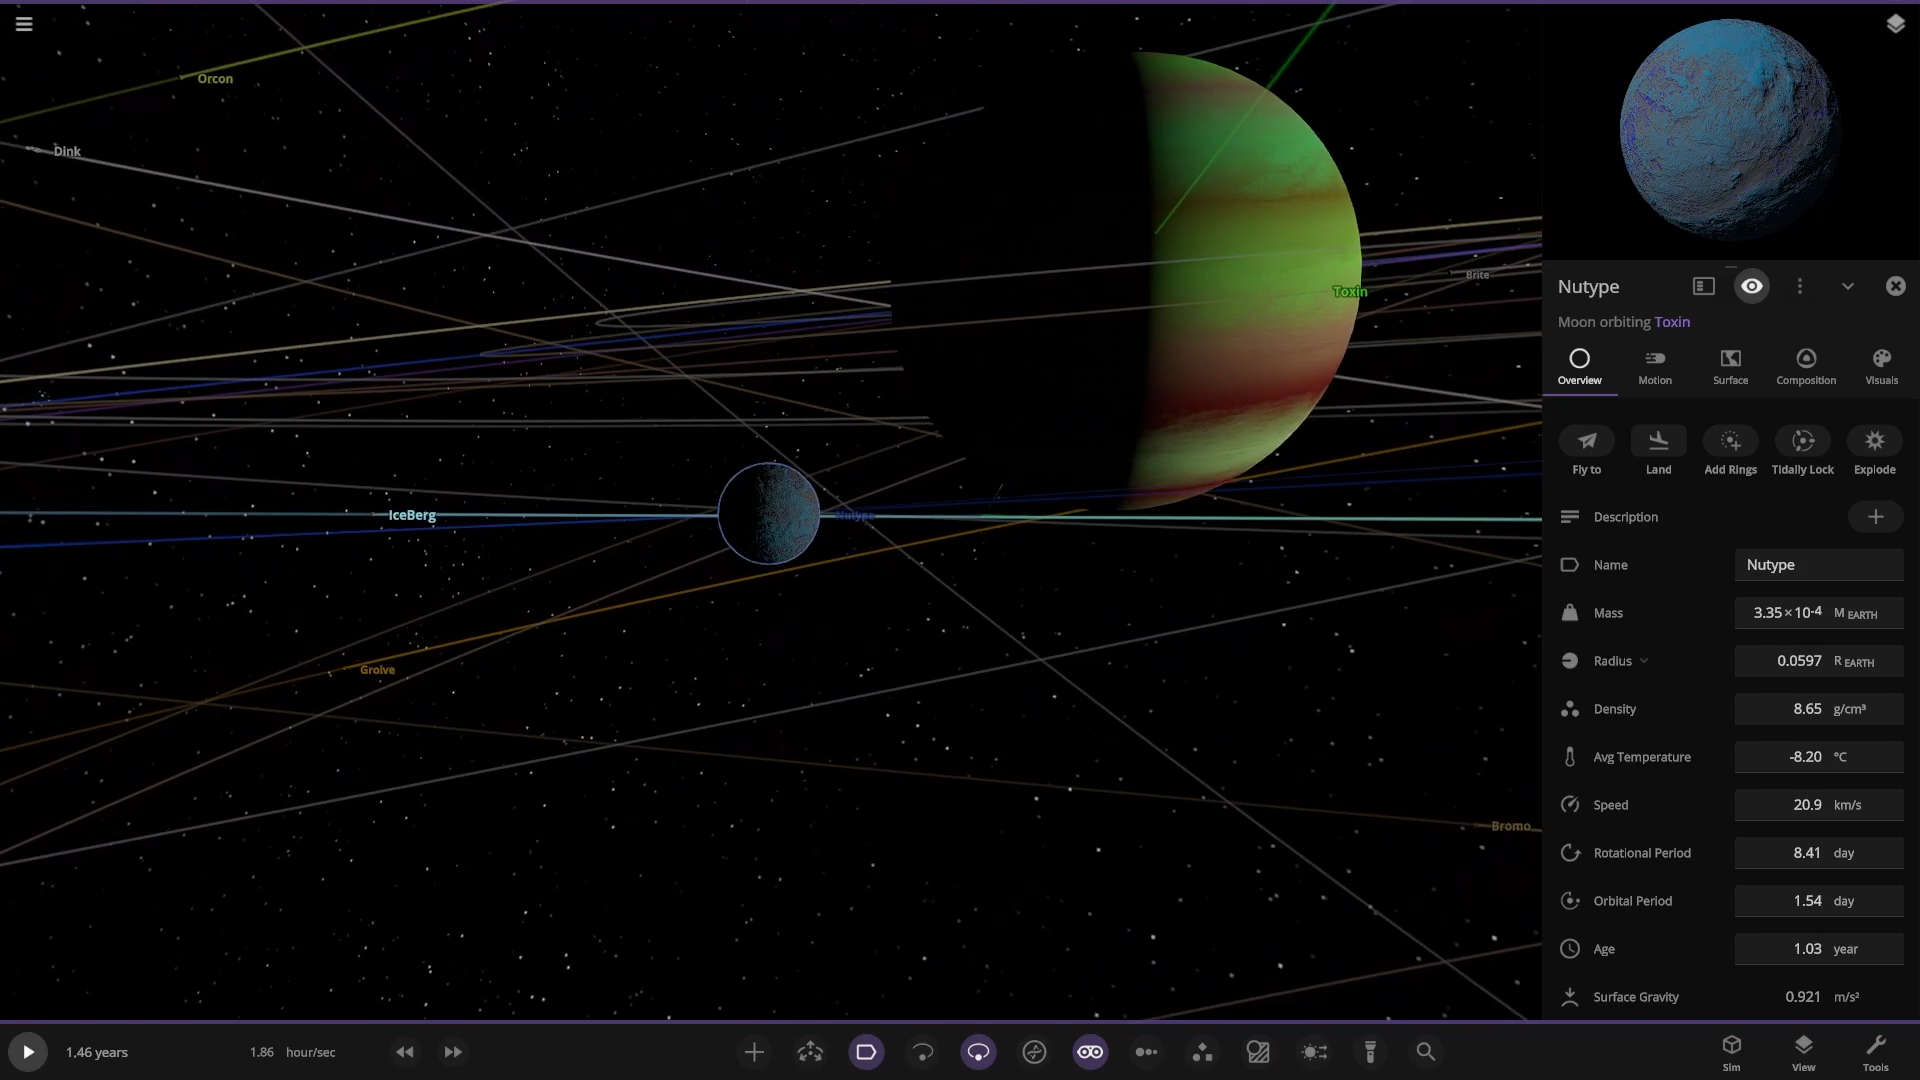 Orcon
Dink
Toxin
Brite
IceBerg
Nutype
Grolve
Bromo
Nutype
Moon orbiting Toxin
Overview
Motion
Surface
Composition
Visuals
Fly to
Land
Add Rings
Tidally Lock
Explode
Description
Name Nutype
Mass 3.35×10⁻⁴ M EARTH
Radius 0.0597 R EARTH
Density 8.65 g/cm³
Avg Temperature -8.20 °C
Speed 20.9 km/s
Rotational Period 8.41 day
Orbital Period 1.54 day
Age 1.03 year
Surface Gravity 0.921 m/s²
1.46 years
1.86 hour/sec
Sim
View
Tools